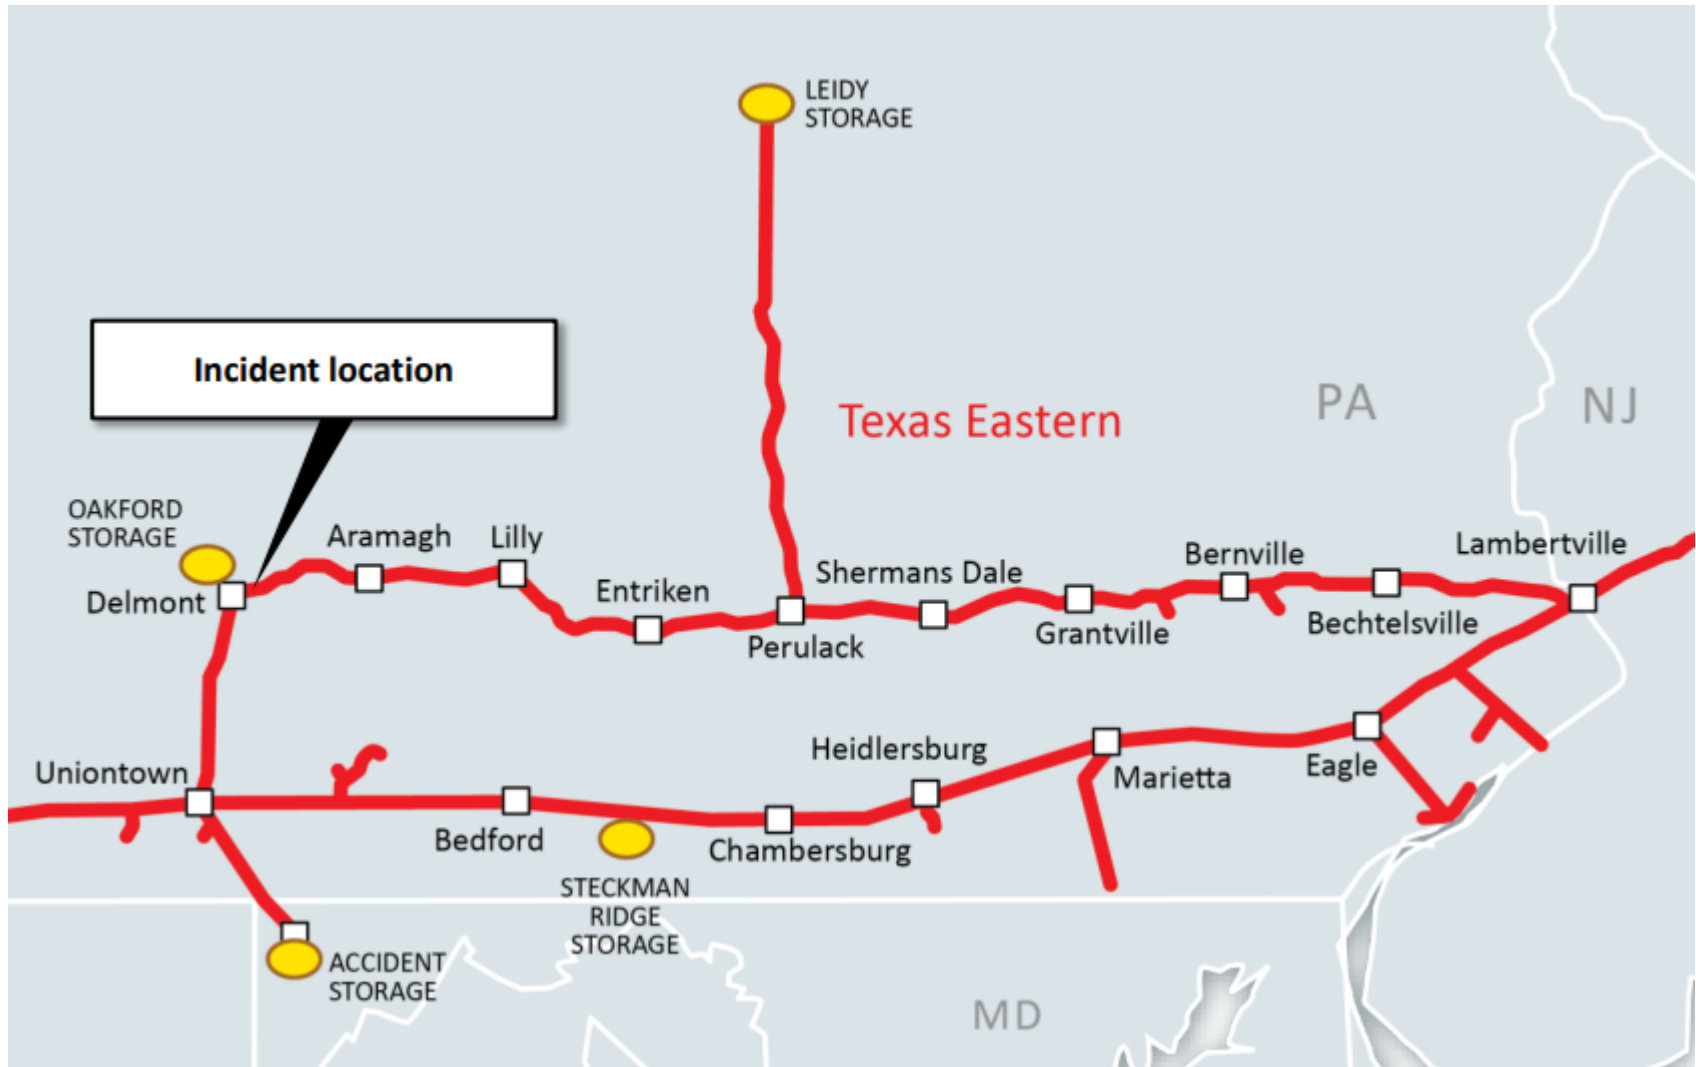 LEIDY
STORAGE
Incident location
Texas Eastern
PA
NJ
OAKFORD
STORAGE
Aramagh
Lilly
Delmont
Entriken
Shermans Dale
Perulack
Grantville
Bernville
Bechtelsville
Lambertville
Uniontown
Bedford
Heidlersburg
Chambersburg
Marietta
Eagle
STECKMAN
RIDGE
STORAGE
ACCIDENT
STORAGE
MD